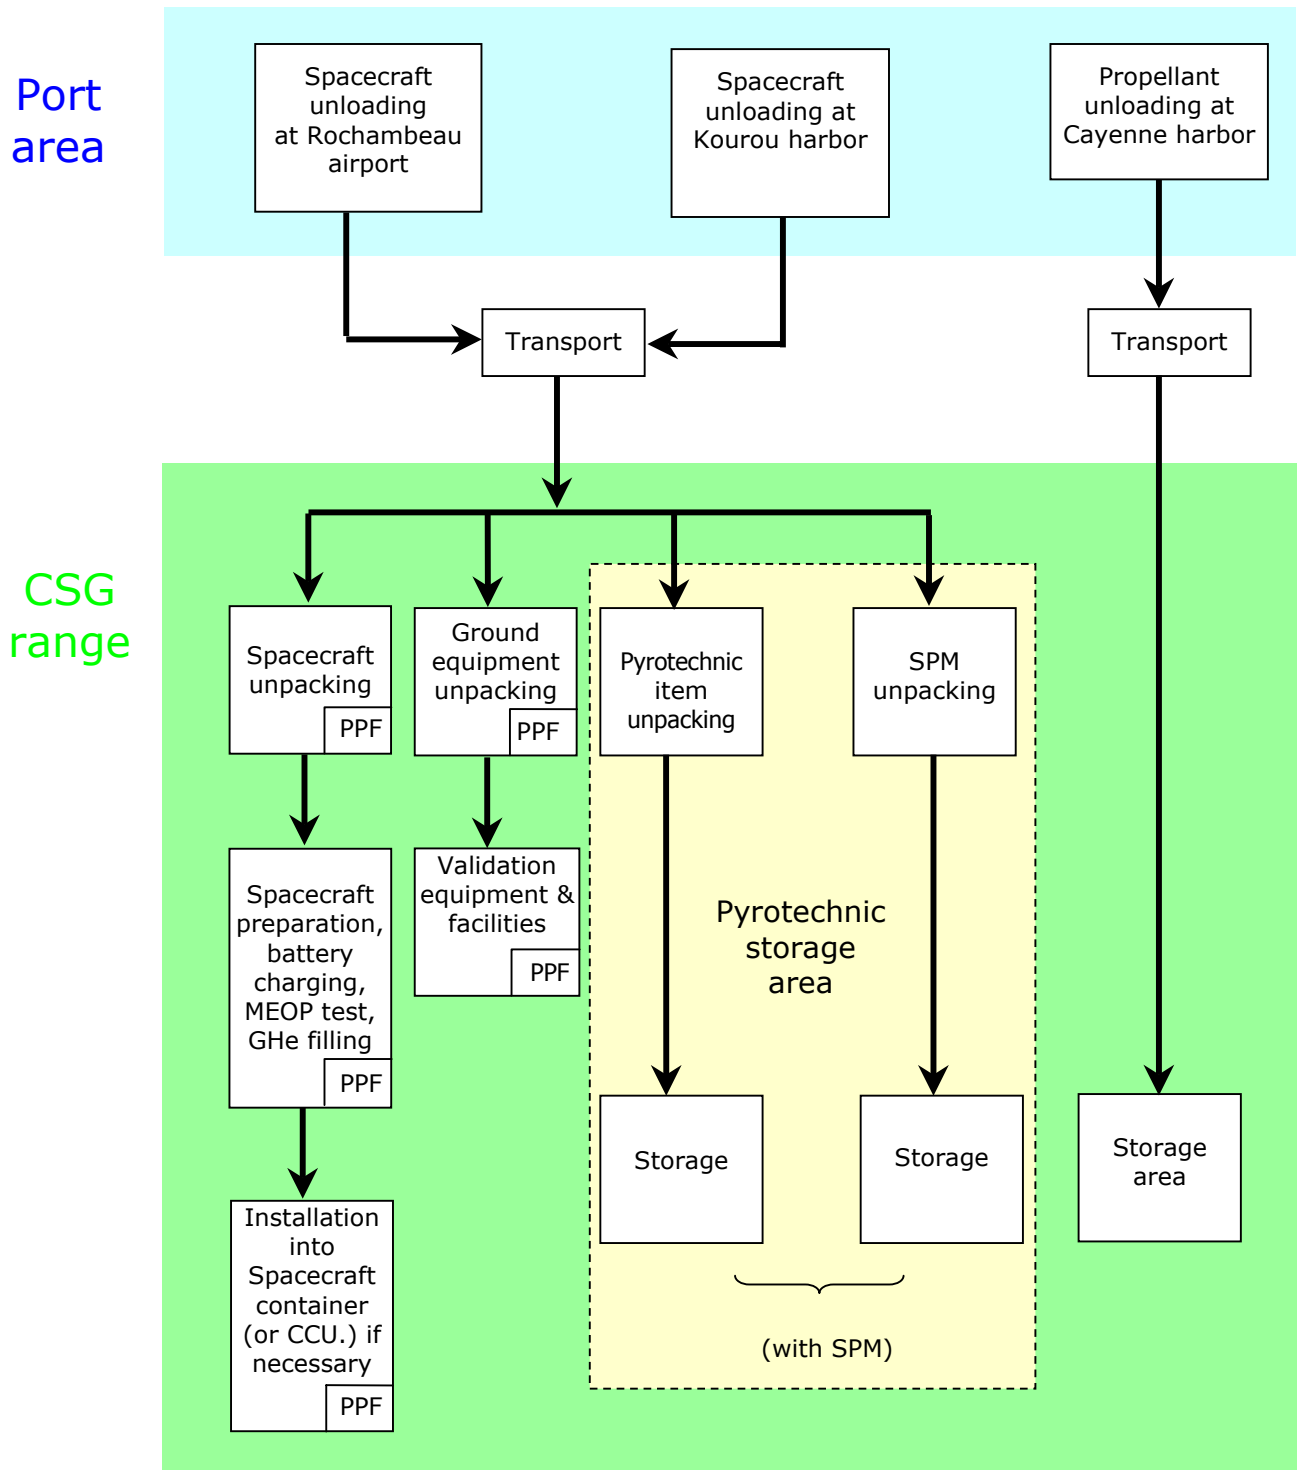 Port
area
Spacecraft
unloading
at Rochambeau
airport
Spacecraft
unloading at
Kourou harbor
Propellant
unloading at
Cayenne harbor
Transport
Transport
CSG
range
Spacecraft
unpacking
PPF
Ground
equipment
unpacking
PPF
Pyrotechnic
item
unpacking
SPM
unpacking
Spacecraft
preparation,
battery
charging,
MEOP test,
GHe filling
PPF
Validation
equipment &
facilities
PPF
Pyrotechnic
storage
area
Storage
Storage
Storage
area
Installation
into
Spacecraft
container
(or CCU.) if
necessary
PPF
(with SPM)